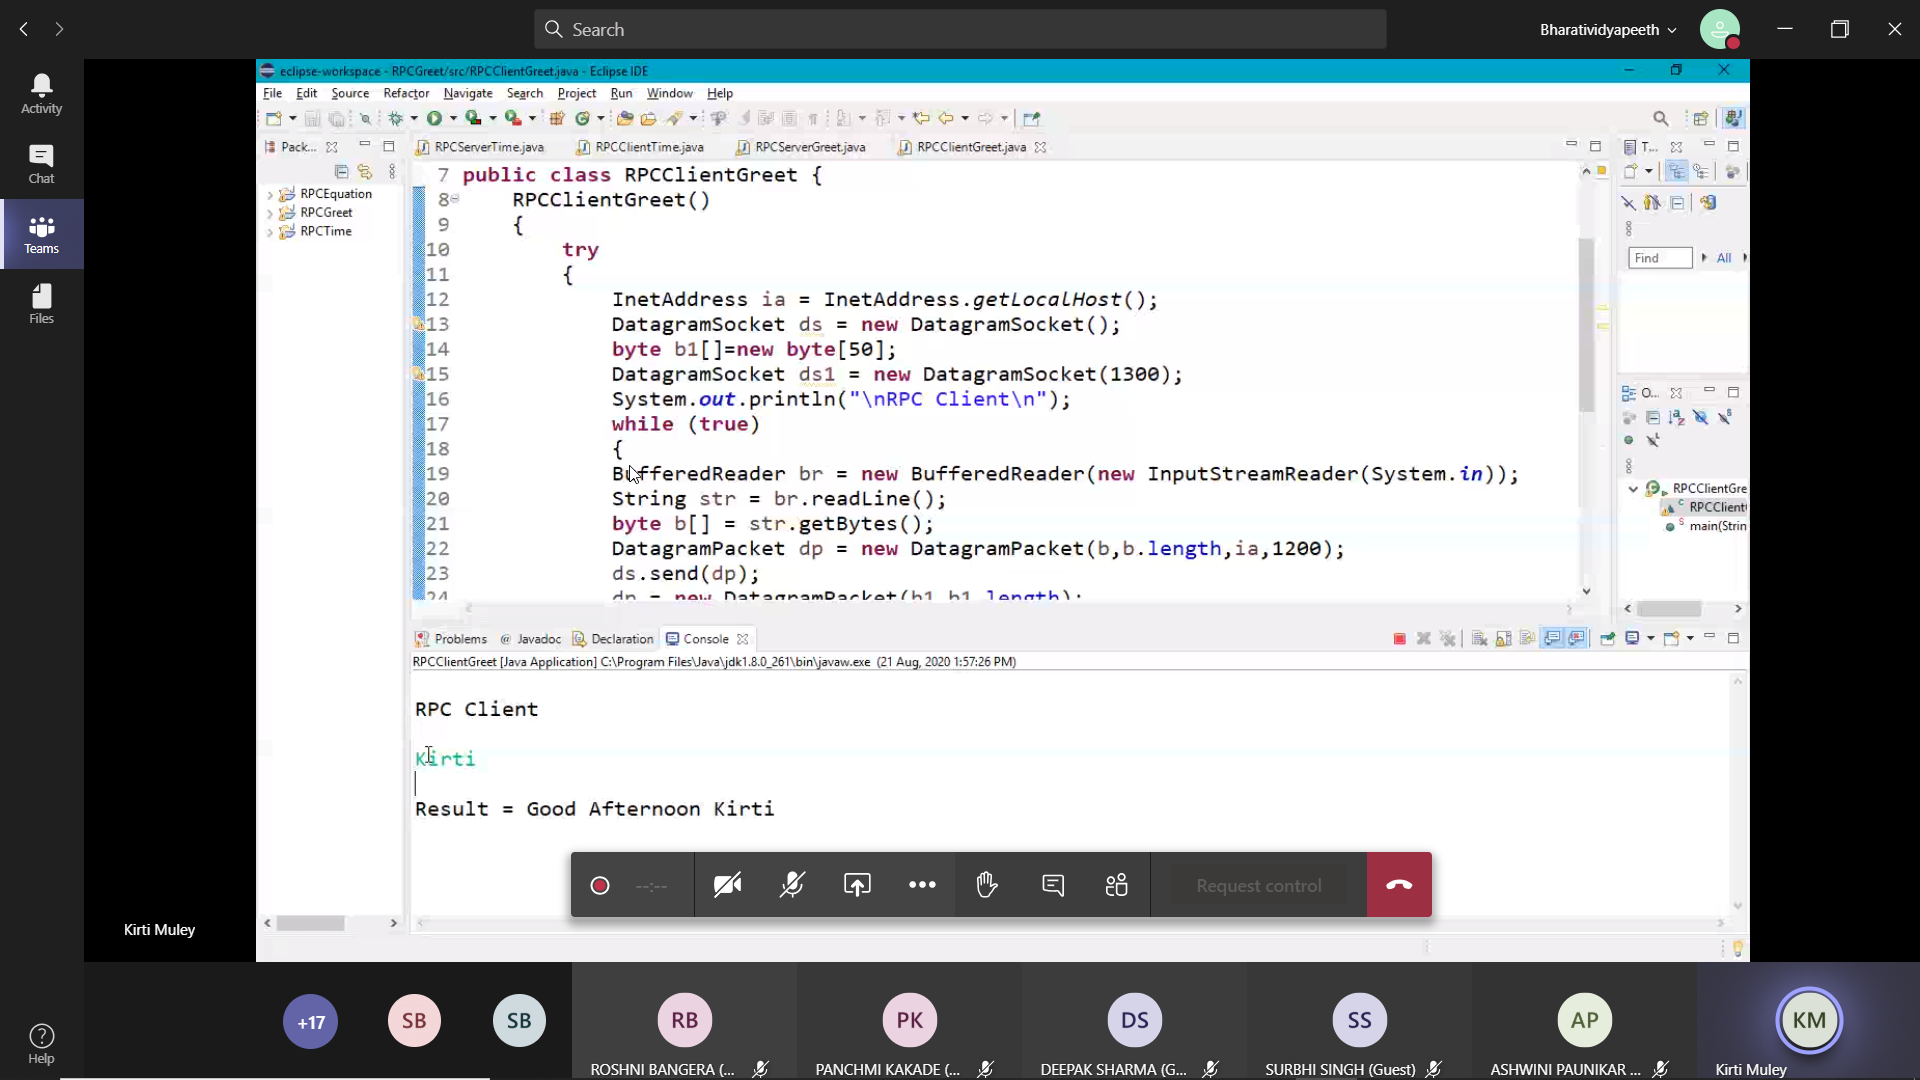 Search
Bharatividyapeeth
Activity
Chat
Teams
Files
Help
eclipse-workspace - RPCGreet/src/RPCClientGreet.java - Eclipse IDE
File Edit Source Refactor Navigate Search Project Run Window Help
Pack...
RPCEquation
RPCGreet
RPCTime
RPCServerTime.java RPCClientTime.java RPCServerGreet.java RPCClientGreet.java
7 public class RPCClientGreet {
8 RPCClientGreet()
9 {
10 try
11 {
12 InetAddress ia = InetAddress.getLocalHost();
13 DatagramSocket ds = new DatagramSocket();
14 byte b1[]=new byte[50];
15 DatagramSocket ds1 = new DatagramSocket(1300);
16 System.out.println("\nRPC Client\n");
17 while (true)
18 {
19 BufferedReader br = new BufferedReader(new InputStreamReader(System.in));
20 String str = br.readLine();
21 byte b[] = str.getBytes();
22 DatagramPacket dp = new DatagramPacket(b,b.length,ia,1200);
23 ds.send(dp);
24 dp = new DatagramPacket(b1,b1.length);
T...
Find All
O...
RPCClientGre
RPCClient
main(Strin
Problems @ Javadoc Declaration Console
RPCClientGreet [Java Application] C:\Program Files\Java\jdk1.8.0_261\bin\javaw.exe (21 Aug, 2020 1:57:26 PM)
RPC Client
Kirti
Result = Good Afternoon Kirti
--:--
Request control
Kirti Muley
+17
SB
SB
RB
ROSHNI BANGERA (...
PK
PANCHMI KAKADE (...
DS
DEEPAK SHARMA (G...
SS
SURBHI SINGH (Guest)
AP
ASHWINI PAUNIKAR ...
KM
Kirti Muley